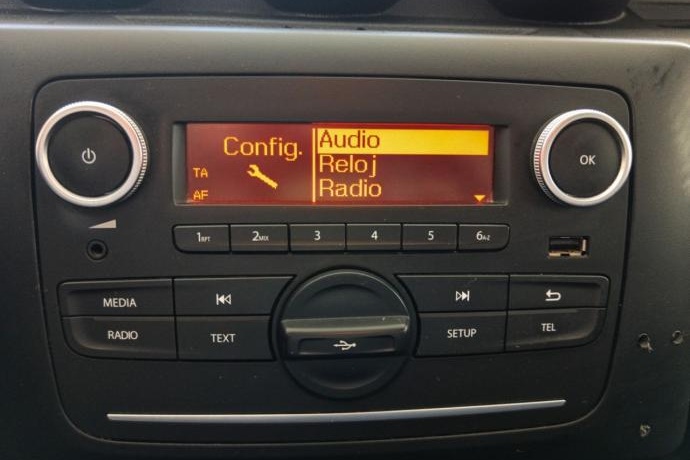 Config.
Audio
Reloj
Radio
TA
AF
OK
1RPT 2MIX 3 4 5 6A-Z
MEDIA
RADIO TEXT SETUP TEL